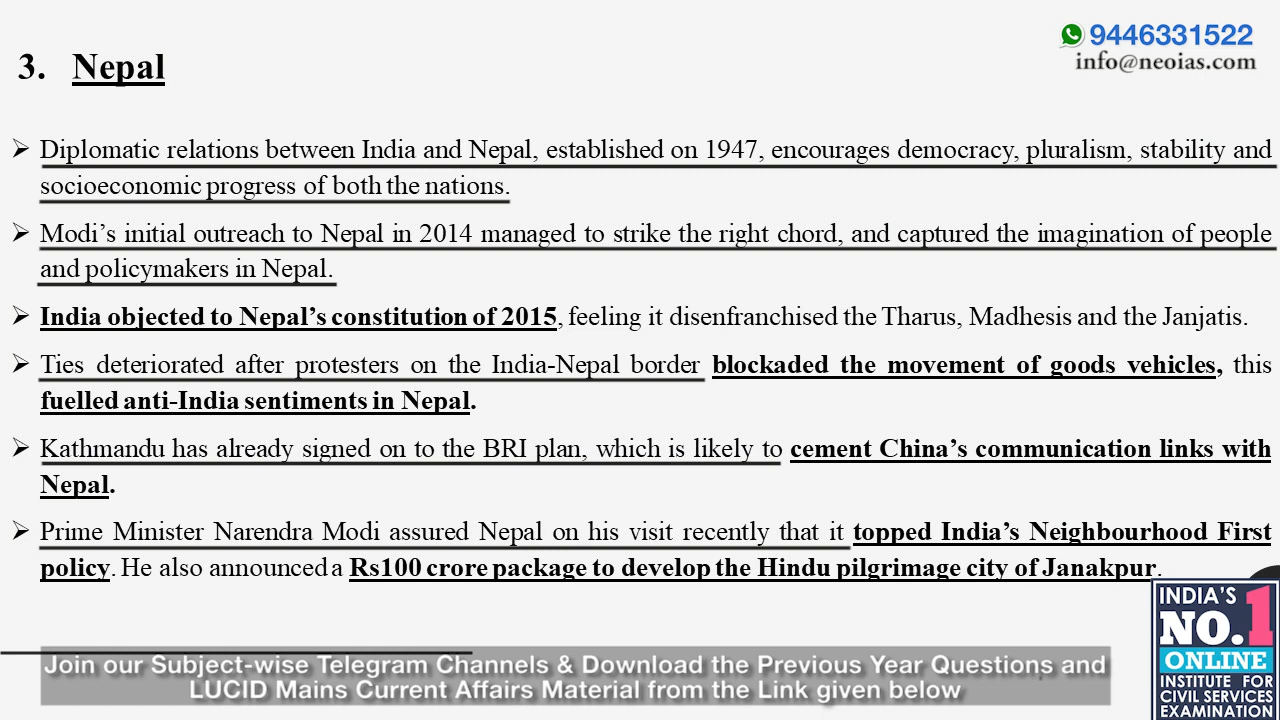 9446331522
info@neoias.com
3. Nepal
➢ Diplomatic relations between India and Nepal, established on 1947, encourages democracy, pluralism, stability and
socioeconomic progress of both the nations.
➢ Modi’s initial outreach to Nepal in 2014 managed to strike the right chord, and captured the imagination of people
and policymakers in Nepal.
➢ India objected to Nepal’s constitution of 2015, feeling it disenfranchised the Tharus, Madhesis and the Janjatis.
➢ Ties deteriorated after protesters on the India-Nepal border blockaded the movement of goods vehicles, this
fuelled anti-India sentiments in Nepal.
➢ Kathmandu has already signed on to the BRI plan, which is likely to cement China’s communication links with
Nepal.
➢ Prime Minister Narendra Modi assured Nepal on his visit recently that it topped India’s Neighbourhood First
policy. He also announced a Rs100 crore package to develop the Hindu pilgrimage city of Janakpur.
Join our Subject-wise Telegram Channels & Download the Previous Year Questions and
LUCID Mains Current Affairs Material from the Link given below
INDIA’S
NO.1
ONLINE
INSTITUTE FOR
CIVIL SERVICES
EXAMINATION